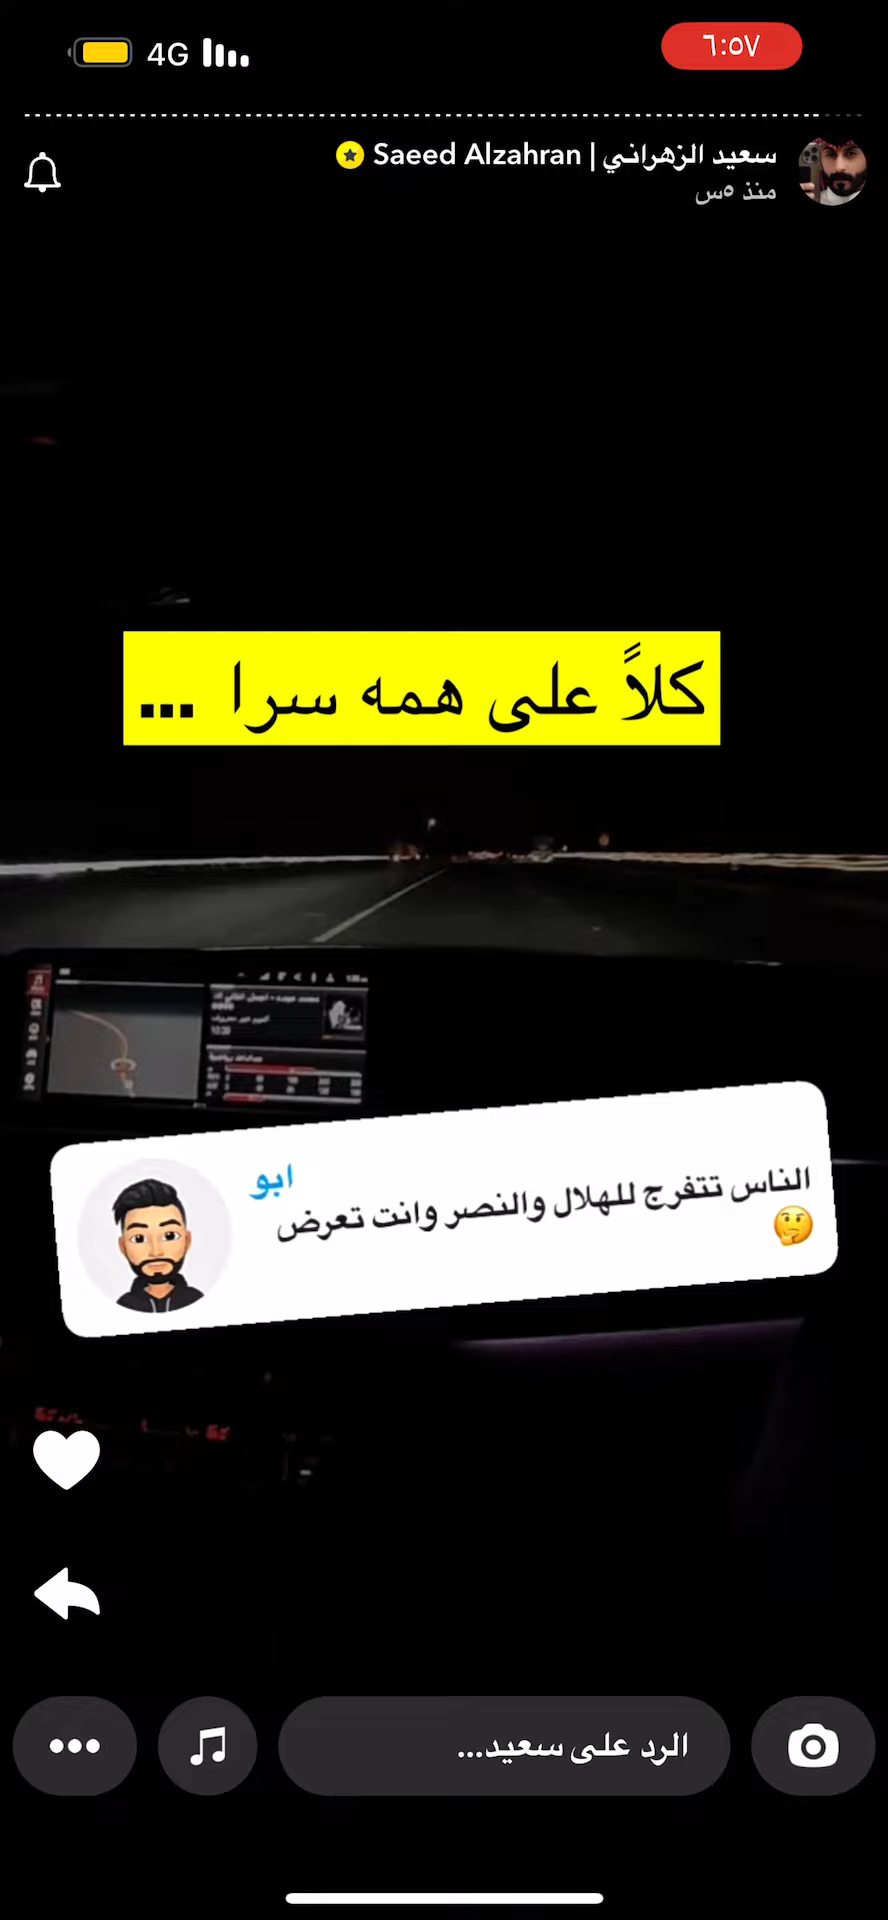 ٦:٥٧
4G
سعيد الزهراني | Saeed Alzahran
منذ ٥س
كلاً على همه سرا ...
ابو
الناس تتفرج للهلال والنصر وانت تعرض
🤔
الرد على سعيد...